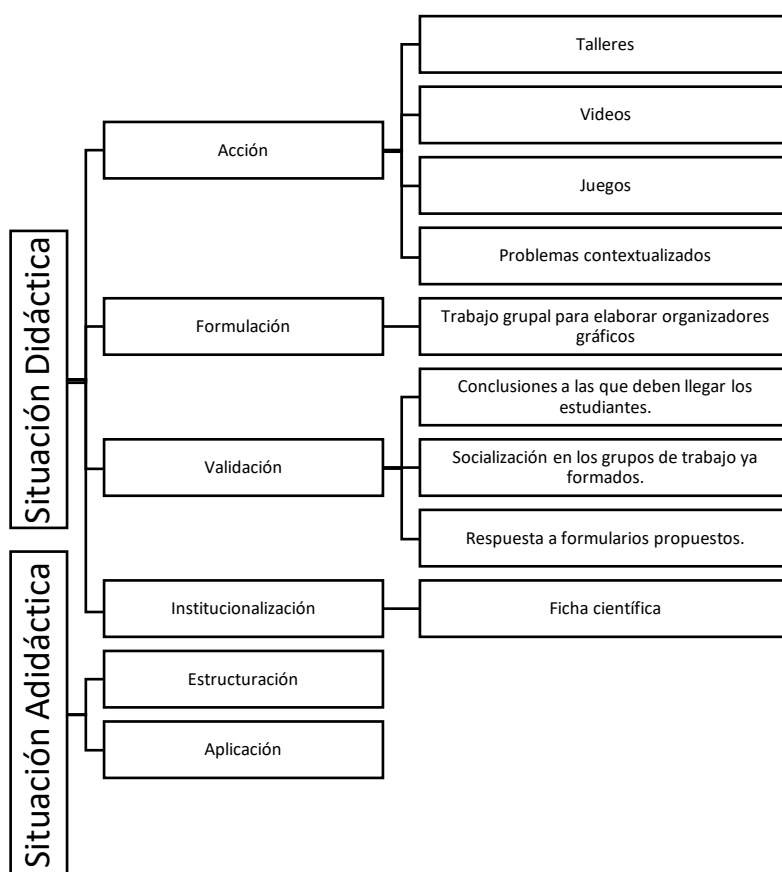 Situación Didáctica
Acción
Talleres
Videos
Juegos
Problemas contextualizados
Formulación
Trabajo grupal para elaborar organizadores
gráficos
Validación
Conclusiones a las que deben llegar los
estudiantes.
Socialización en los grupos de trabajo ya
formados.
Respuesta a formularios propuestos.
Institucionalización
Ficha científica
Situación Adidáctica
Estructuración
Aplicación